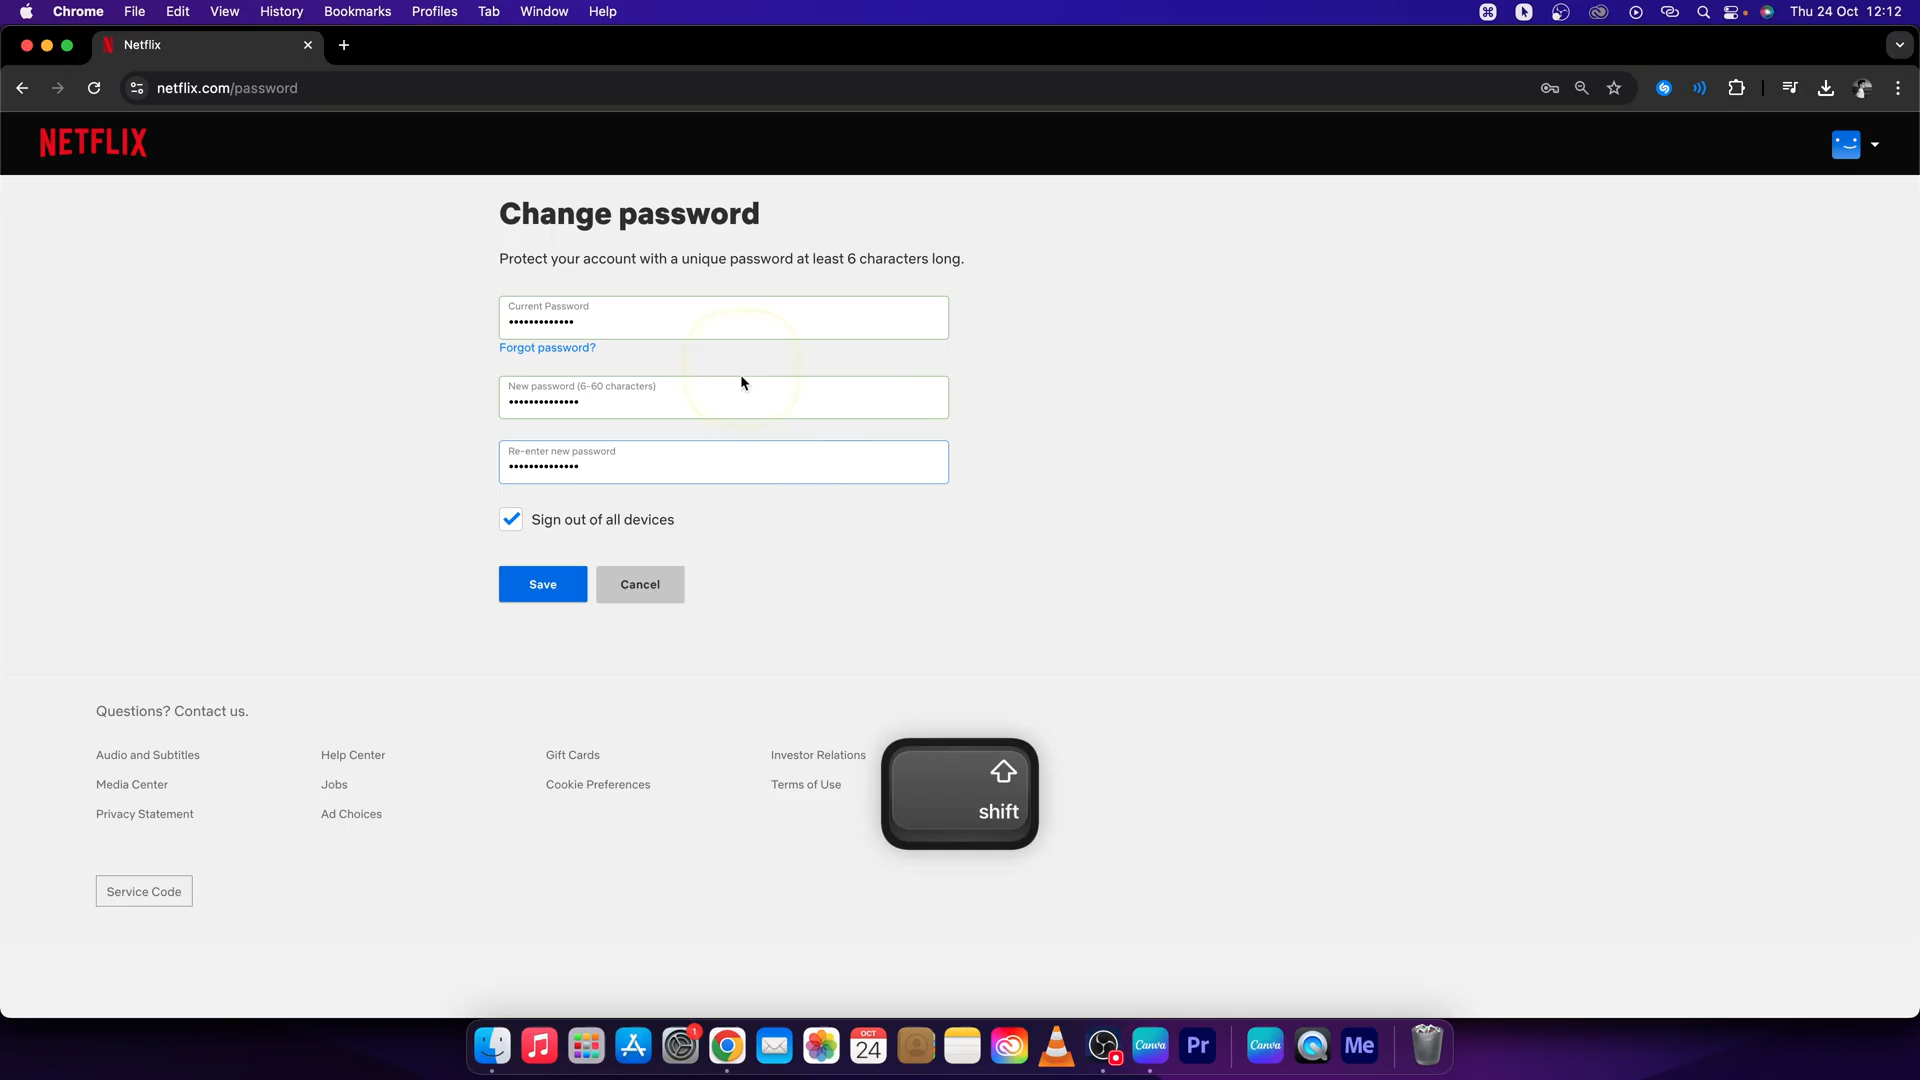 Chrome File Edit View History Bookmarks Profiles Tab Window Help Thu 24 Oct 12:12
Netflix
netflix.com/password
NETFLIX
Change password
Protect your account with a unique password at least 6 characters long.
Current Password
•••••••••••••
Forgot password?
New password (6-60 characters)
••••••••••••••
Re-enter new password
••••••••••••••
Sign out of all devices
Save Cancel
Questions? Contact us.
Audio and Subtitles Help Center Gift Cards Investor Relations
Media Center Jobs Cookie Preferences Terms of Use
Privacy Statement Ad Choices
shift
Service Code
1
OCT
24
Canva
Pr
Canva
Me